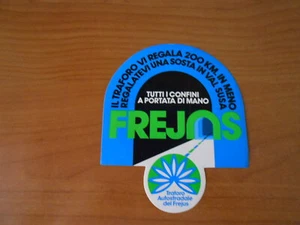 IL TRAFORO VI REGALA 200 KM. IN MENO
REGALATEVI UNA SOSTA IN VAL SUSA
TUTTI I CONFINI
A PORTATA DI MANO
FREJUS
Traforo
Autostradale
del Frejus